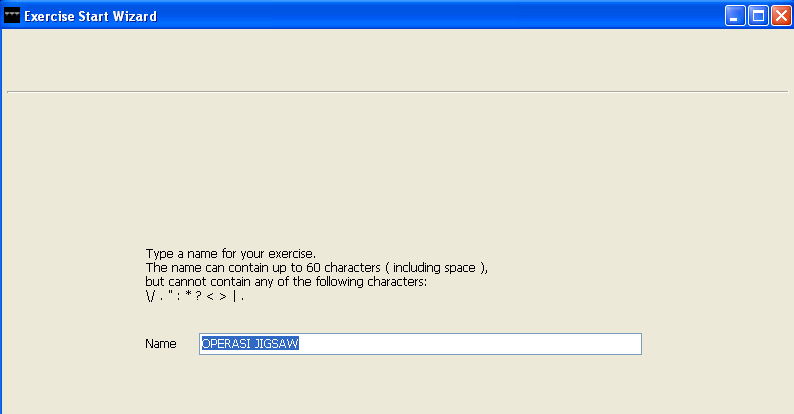 Exercise Start Wizard
Type a name for your exercise.
The name can contain up to 60 characters ( including space ),
but cannot contain any of the following characters:
\/ . " : * ? < > | .
Name OPERASI JIGSAW